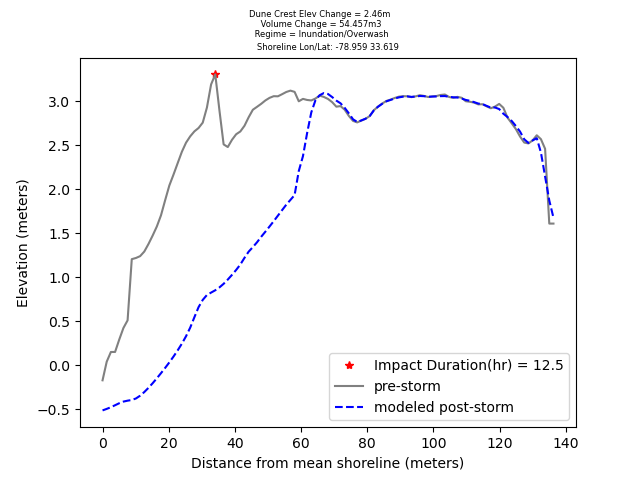 Dune Crest Elev Change = 2.46m
Volume Change = 54.457m3
Regime = Inundation/Overwash
Shoreline Lon/Lat: -78.959 33.619
3.0
2.5
2.0
1.5
1.0
0.5
0.0
−0.5
Elevation (meters)
Impact Duration(hr) = 12.5
pre-storm
modeled post-storm
0 20 40 60 80 100 120 140
Distance from mean shoreline (meters)